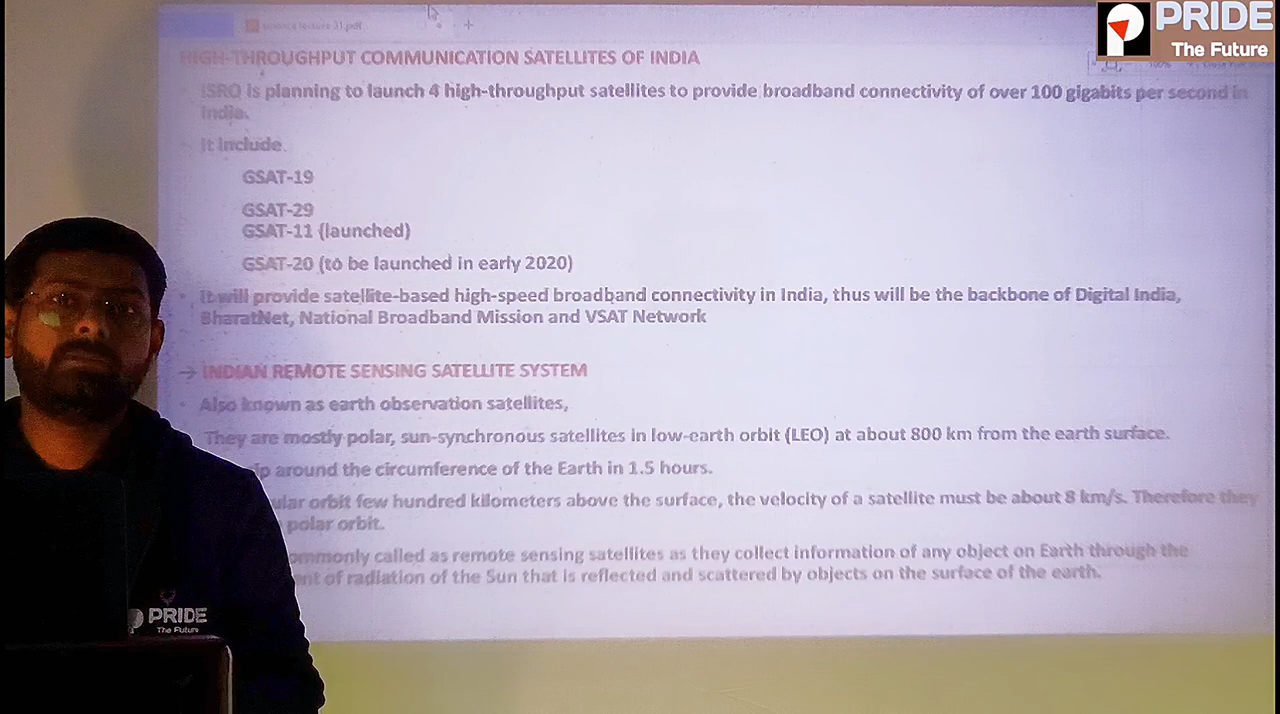 PRIDE
The Future
science lecture 31.pdf
HIGH-THROUGHPUT COMMUNICATION SATELLITES OF INDIA
ISRO is planning to launch 4 high-throughput satellites to provide broadband connectivity of over 100 gigabits per second in
India.
It include.
GSAT-19
GSAT-29
GSAT-11 (launched)
GSAT-20 (to be launched in early 2020)
It will provide satellite-based high-speed broadband connectivity in India, thus will be the backbone of Digital India,
BharatNet, National Broadband Mission and VSAT Network
→ INDIAN REMOTE SENSING SATELLITE SYSTEM
Also known as earth observation satellites,
They are mostly polar, sun-synchronous satellites in low-earth orbit (LEO) at about 800 km from the earth surface.
around the circumference of the Earth in 1.5 hours.
orbit few hundred kilometers above the surface, the velocity of a satellite must be about 8 km/s. Therefore they
polar orbit.
called as remote sensing satellites as they collect information of any object on Earth through the
of radiation of the Sun that is reflected and scattered by objects on the surface of the earth.
PRIDE
The Future